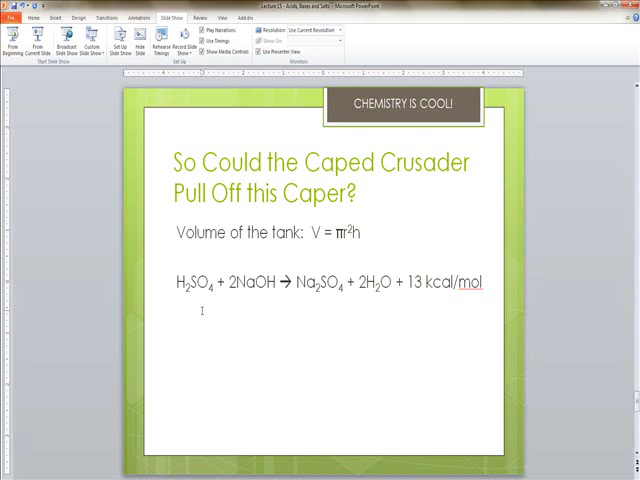 Lecture 15 - Acids, Bases and Salts - Microsoft PowerPoint
File Home Insert Design Transitions Animations Slide Show Review View Add-Ins
From Beginning
From Current Slide
Broadcast Slide Show
Custom Slide Show
Set Up Slide Show
Hide Slide
Rehearse Timings
Record Slide Show
Play Narrations
Use Timings
Show Media Controls
Resolution: Use Current Resolution
Show On:
Use Presenter View
Start Slide Show
Set Up
Monitors
CHEMISTRY IS COOL!
So Could the Caped Crusader
Pull Off this Caper?
Volume of the tank: V = πr²h
H₂SO₄ + 2NaOH → Na₂SO₄ + 2H₂O + 13 kcal/mol